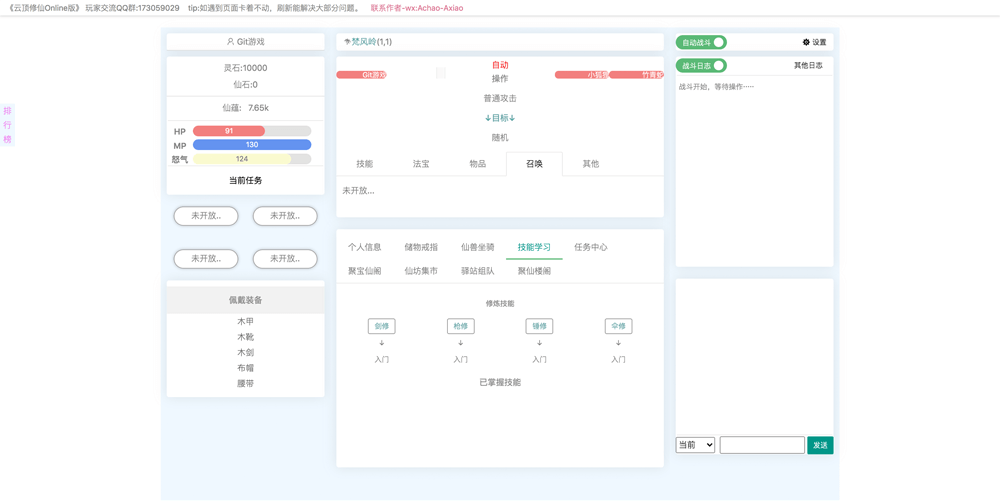 《云顶修仙Online版》 玩家交流QQ群:173059029 tip:如遇到页面卡着不动，刷新能解决大部分问题。 联系作者-wx:Achao-Axiao
排
行
榜
Git游戏
灵石:10000
仙石:0
仙蕴: 7.65k
HP 91
MP 130
怒气 124
当前任务
未开放.. 未开放..
未开放.. 未开放..
佩戴装备
木甲
木靴
木剑
布帽
腰带
梵风岭(1,1)
自动
Git游戏 小狐狸 竹青蛇
操作
普通攻击
↓目标↓
随机
技能 法宝 物品 召唤 其他
未开放...
个人信息 储物戒指 仙兽坐骑 技能学习 任务中心
聚宝仙阁 仙坊集市 驿站组队 聚仙楼阁
修炼技能
剑修 枪修 锤修 伞修
↓ ↓ ↓ ↓
入门 入门 入门 入门
已掌握技能
自动战斗 设置
战斗日志 其他日志
战斗开始，等待操作·····
当前 发送